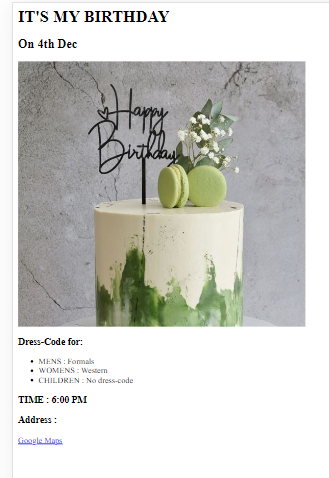 IT'S MY BIRTHDAY
On 4th Dec
Happy
Birthday
Dress-Code for:
MENS : Formals
WOMENS : Western
CHILDREN : No dress-code
TIME : 6:00 PM
Address :
Google Maps